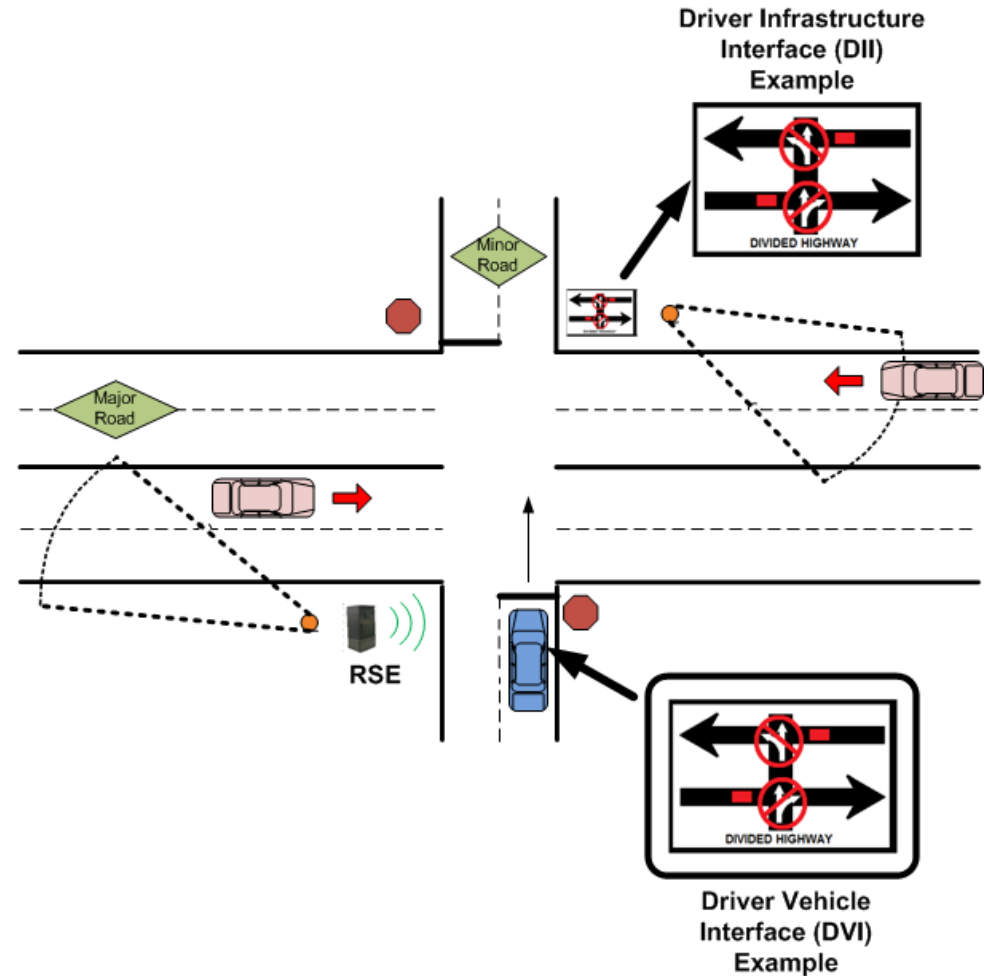 Driver Infrastructure
Interface (DII)
Example
DIVIDED HIGHWAY
Minor
Road
Major
Road
RSE
DIVIDED HIGHWAY
Driver Vehicle
Interface (DVI)
Example